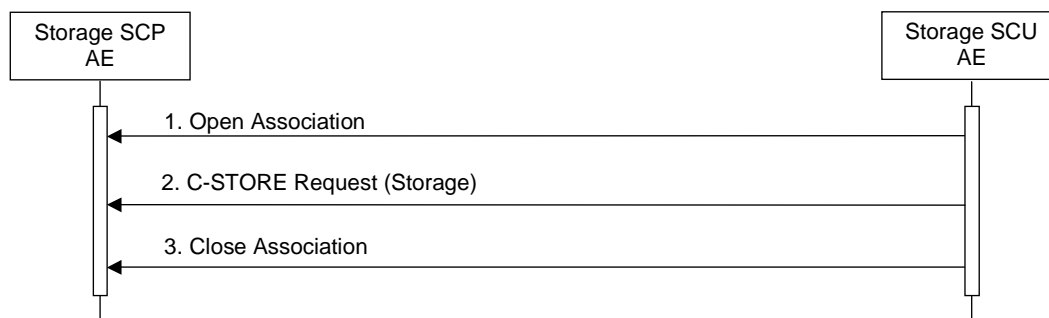 Storage SCP
AE
Storage SCU
AE
1. Open Association
2. C-STORE Request (Storage)
3. Close Association